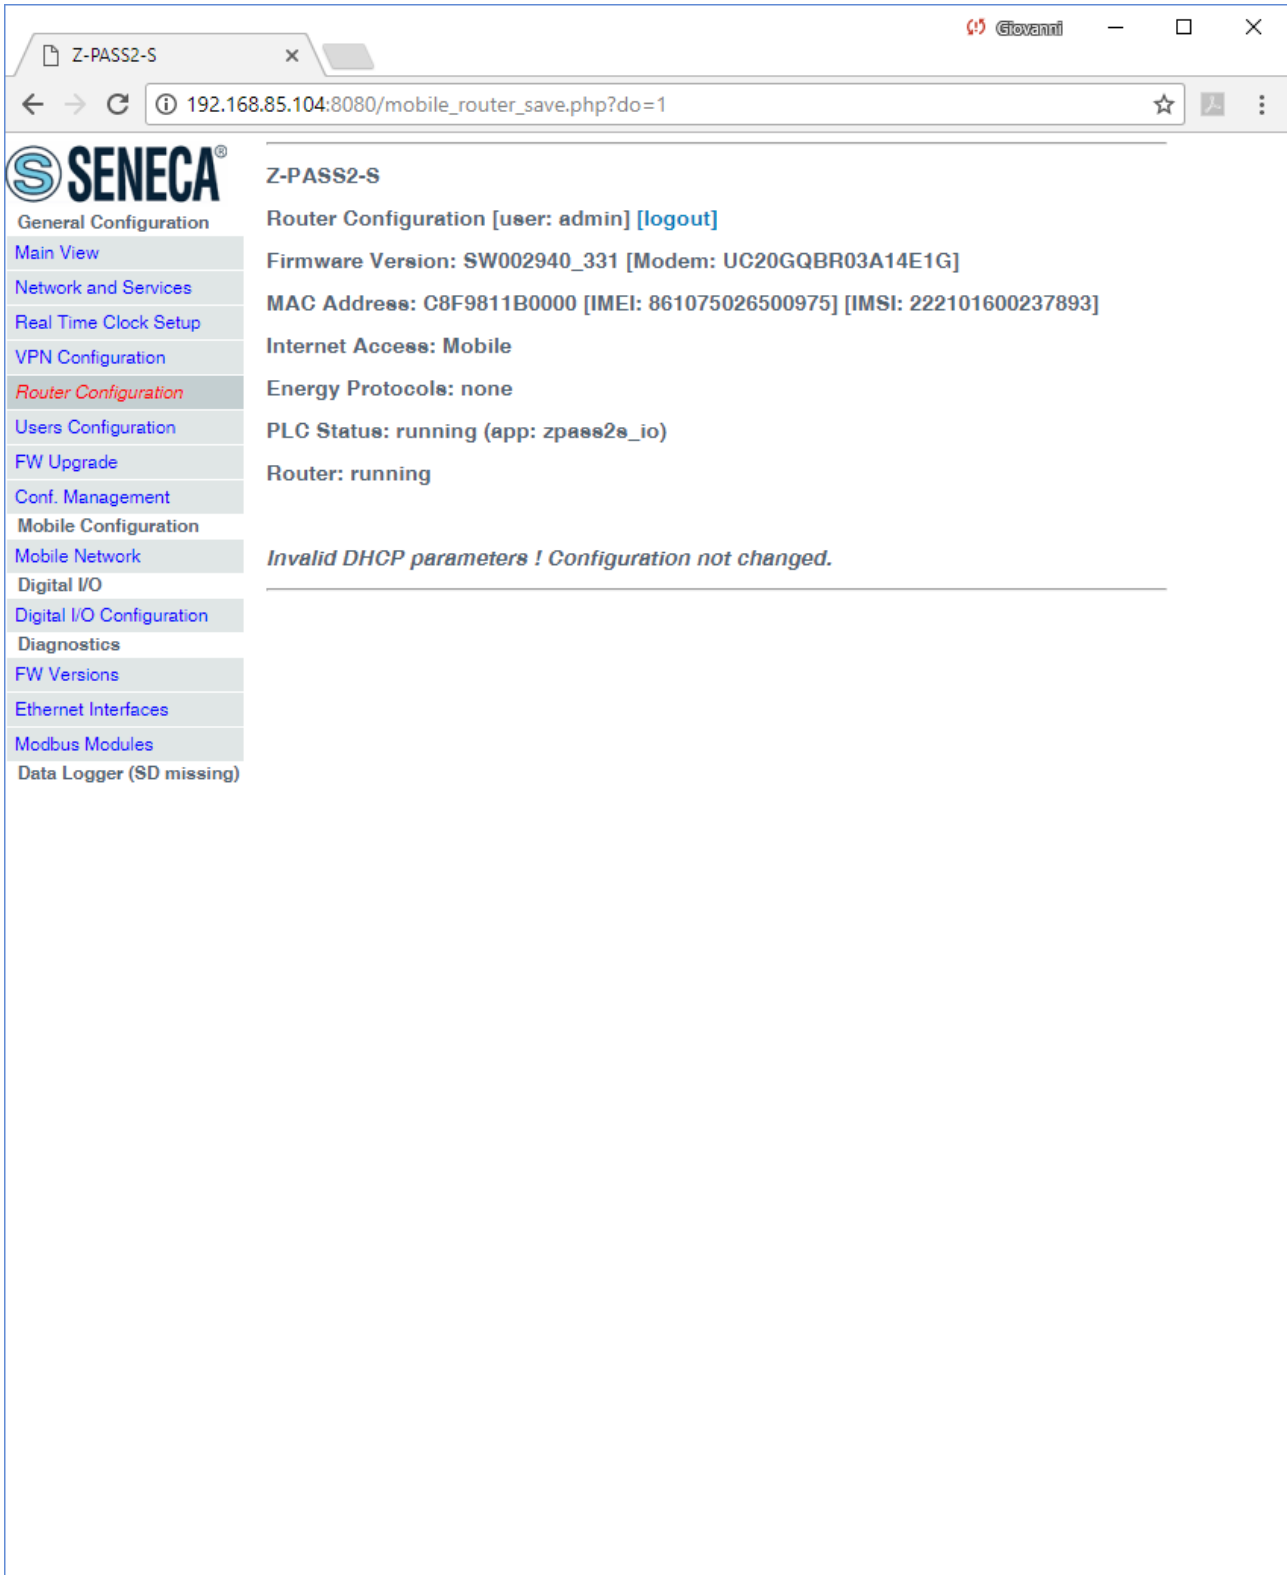 Giovanni
Z-PASS2-S
192.168.85.104:8080/mobile_router_save.php?do=1
SENECA®
General Configuration
Main View
Network and Services
Real Time Clock Setup
VPN Configuration
Router Configuration
Users Configuration
FW Upgrade
Conf. Management
Mobile Configuration
Mobile Network
Digital I/O
Digital I/O Configuration
Diagnostics
FW Versions
Ethernet Interfaces
Modbus Modules
Data Logger (SD missing)
Z-PASS2-S
Router Configuration [user: admin] [logout]
Firmware Version: SW002940_331 [Modem: UC20GQBR03A14E1G]
MAC Address: C8F9811B0000 [IMEI: 861075026500975] [IMSI: 222101600237893]
Internet Access: Mobile
Energy Protocols: none
PLC Status: running (app: zpass2s_io)
Router: running
Invalid DHCP parameters ! Configuration not changed.